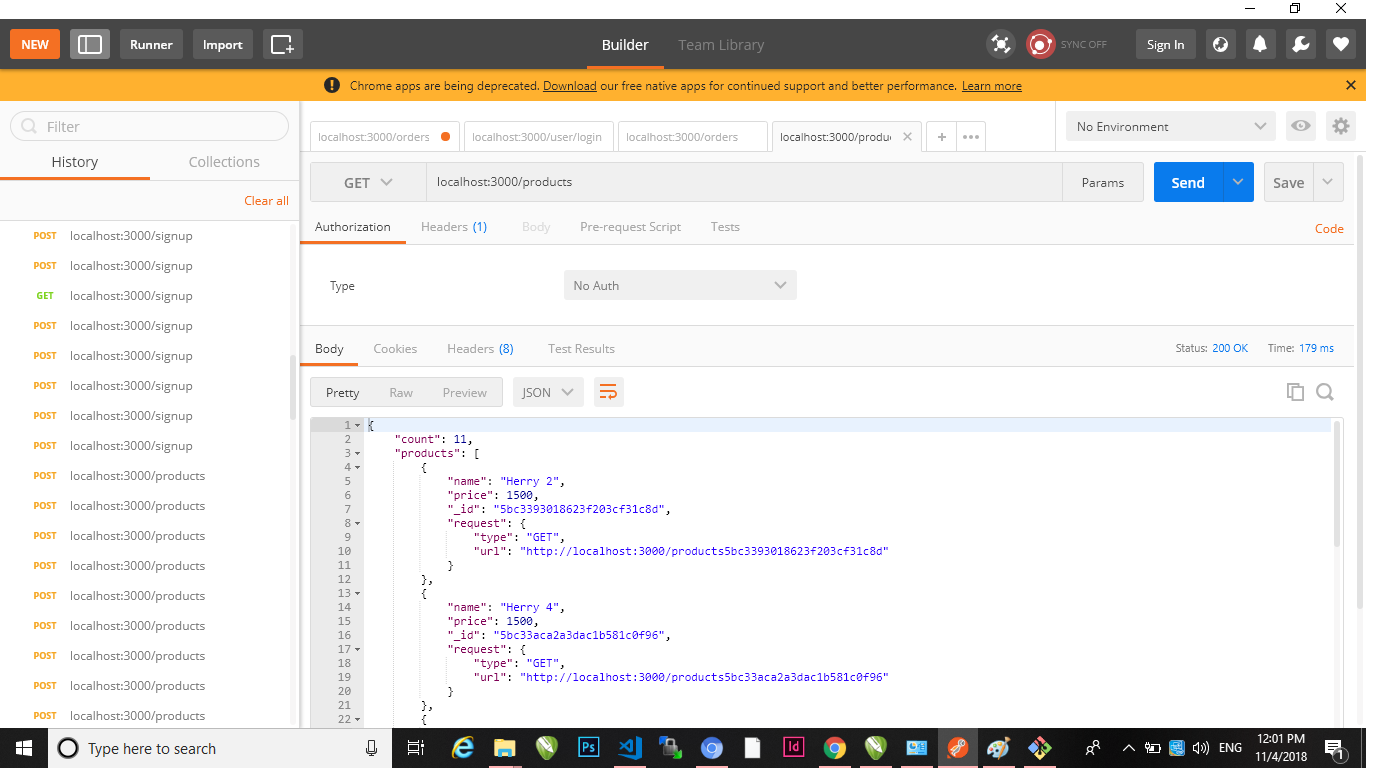 NEW Runner Import Builder Team Library SYNC OFF Sign In
Chrome apps are being deprecated. Download our free native apps for continued support and better performance. Learn more
Filter
History Collections
Clear all
POST localhost:3000/signup
POST localhost:3000/signup
GET localhost:3000/signup
POST localhost:3000/signup
POST localhost:3000/signup
POST localhost:3000/signup
POST localhost:3000/signup
POST localhost:3000/signup
POST localhost:3000/products
POST localhost:3000/products
POST localhost:3000/products
POST localhost:3000/products
POST localhost:3000/products
POST localhost:3000/products
POST localhost:3000/products
POST localhost:3000/products
POST localhost:3000/products
localhost:3000/orders localhost:3000/user/login localhost:3000/orders localhost:3000/produ
No Environment
GET localhost:3000/products Params Send Save
Authorization Headers (1) Body Pre-request Script Tests Code
Type No Auth
Body Cookies Headers (8) Test Results Status: 200 OK Time: 179 ms
Pretty Raw Preview JSON
1 {
2 "count": 11,
3 "products": [
4 {
5 "name": "Herry 2",
6 "price": 1500,
7 "_id": "5bc3393018623f203cf31c8d",
8 "request": {
9 "type": "GET",
10 "url": "http://localhost:3000/products5bc3393018623f203cf31c8d"
11 }
12 },
13 {
14 "name": "Herry 4",
15 "price": 1500,
16 "_id": "5bc33aca2a3dac1b581c0f96",
17 "request": {
18 "type": "GET",
19 "url": "http://localhost:3000/products5bc33aca2a3dac1b581c0f96"
20 }
21 },
22 {
Type here to search Ps Id ENG 12:01 PM
11/4/2018
1